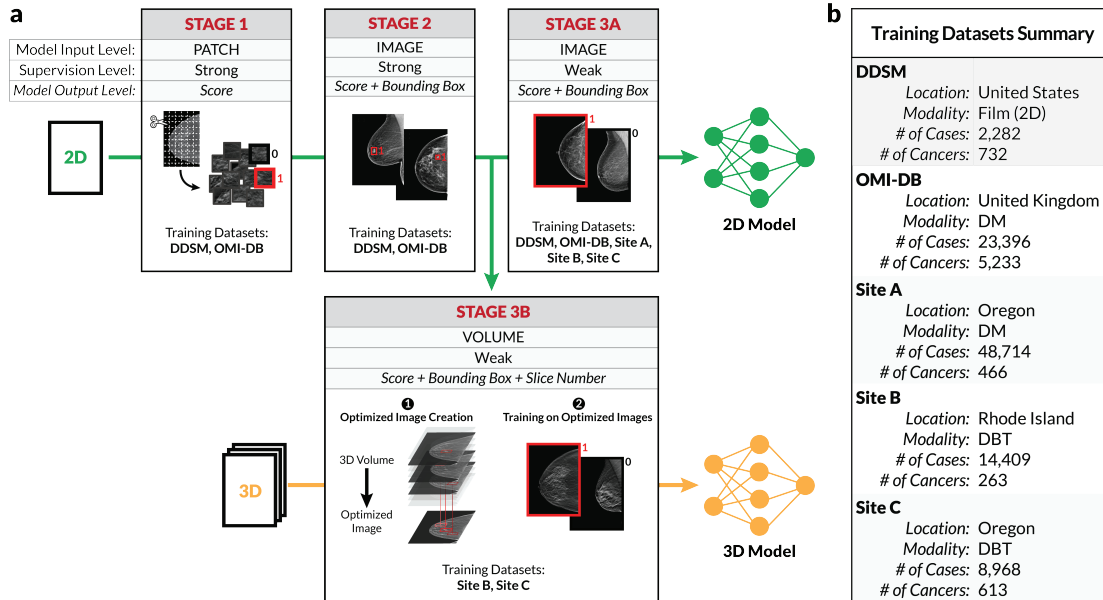 a
STAGE 1
STAGE 2
STAGE 3A
Model Input Level:
PATCH
IMAGE
IMAGE
Supervision Level:
Strong
Strong
Weak
Model Output Level:
Score
Score + Bounding Box
Score + Bounding Box
2D
0
1
1
0
Training Datasets:
DDSM, OMI-DB
Training Datasets:
DDSM, OMI-DB
Training Datasets:
DDSM, OMI-DB, Site A,
Site B, Site C
2D Model
STAGE 3B
VOLUME
Weak
Score + Bounding Box + Slice Number
1
Optimized Image Creation
2
Training on Optimized Images
3D
3D Volume
Optimized
Image
1
0
Training Datasets:
Site B, Site C
3D Model
b
Training Datasets Summary
DDSM
Location: United States
Modality: Film (2D)
# of Cases: 2,282
# of Cancers: 732
OMI-DB
Location: United Kingdom
Modality: DM
# of Cases: 23,396
# of Cancers: 5,233
Site A
Location: Oregon
Modality: DM
# of Cases: 48,714
# of Cancers: 466
Site B
Location: Rhode Island
Modality: DBT
# of Cases: 14,409
# of Cancers: 263
Site C
Location: Oregon
Modality: DBT
# of Cases: 8,968
# of Cancers: 613